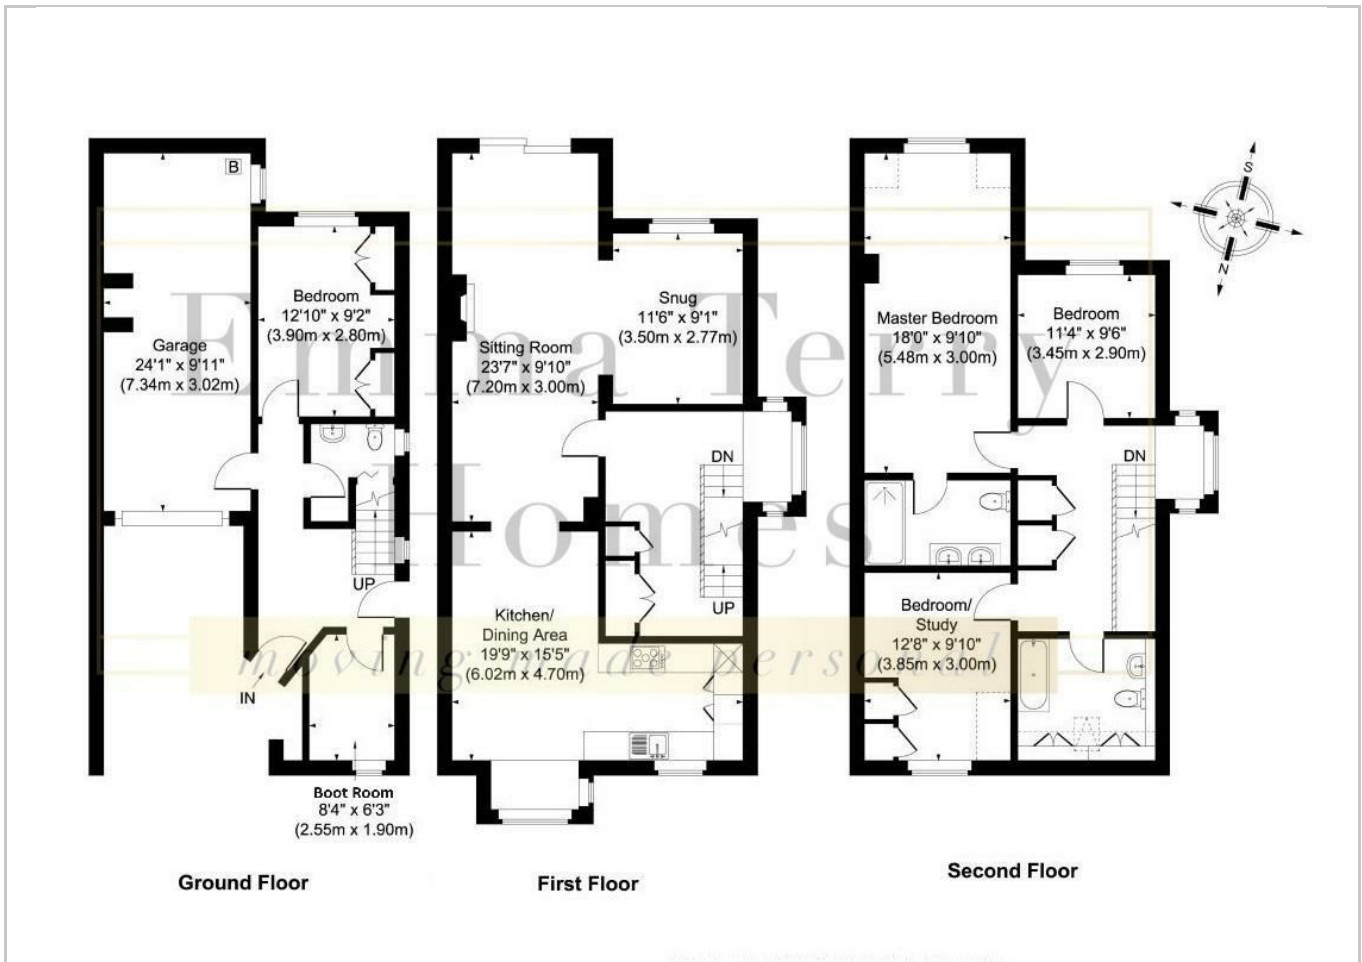 B
Bedroom
12'10" x 9'2"
(3.90m x 2.80m)
Garage
24'1" x 9'11"
(7.34m x 3.02m)
UP
IN
Boot Room
8'4" x 6'3"
(2.55m x 1.90m)
Ground Floor
Snug
11'6" x 9'1"
(3.50m x 2.77m)
Sitting Room
23'7" x 9'10"
(7.20m x 3.00m)
DN
UP
Kitchen/
Dining Area
19'9" x 15'5"
(6.02m x 4.70m)
First Floor
Master Bedroom
18'0" x 9'10"
(5.48m x 3.00m)
Bedroom
11'4" x 9'6"
(3.45m x 2.90m)
DN
Bedroom/
Study
12'8" x 9'10"
(3.85m x 3.00m)
Second Floor
S
N
Emma Terry
Homes
moving made personal